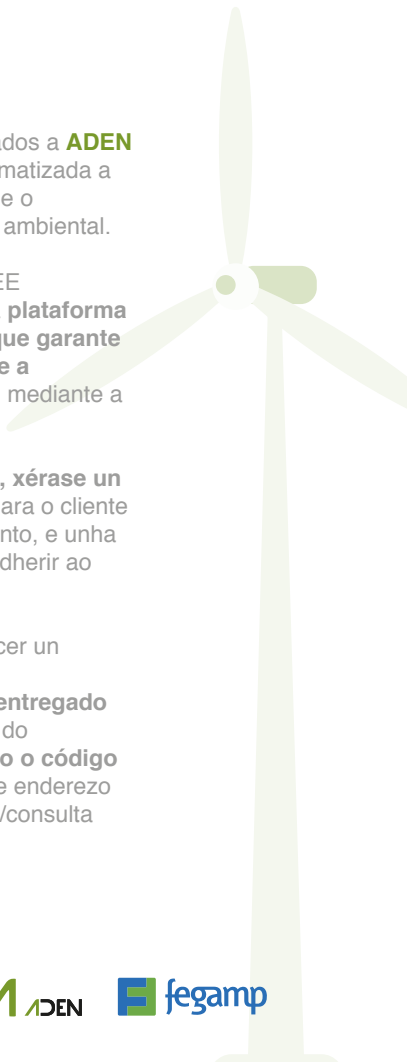 ados a ADEN
matizada a
e o
ambiental.
EE
plataforma
que garante
e a
mediante a
, xérase un
para o cliente
nto, e unha
dherir ao
cer un
entregado
do
o o código
e enderezo
/consulta
ADEN fegamp